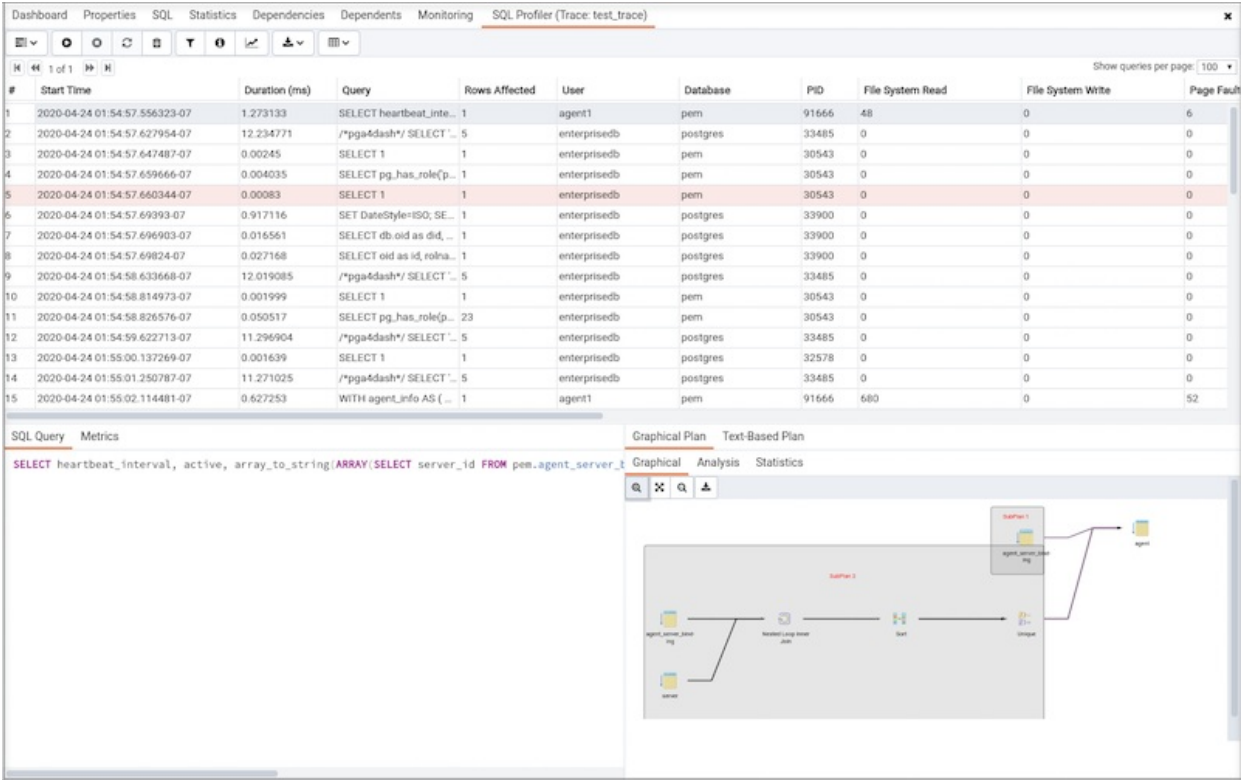 Dashboard Properties SQL Statistics Dependencies Dependents Monitoring SQL Profiler (Trace: test_trace)
1 of 1 Show queries per page: 100
# Start Time Duration (ms) Query Rows Affected User Database PID File System Read File System Write Page Fault
1 2020-04-24 01:54:57.556323-07 1.273133 SELECT heartbeat_inte... 1 agent1 pem 91666 48 0 6
2 2020-04-24 01:54:57.627954-07 12.234771 /*pga4dash*/ SELECT '... 5 enterprisedb postgres 33485 0 0 0
3 2020-04-24 01:54:57.647487-07 0.00245 SELECT 1 1 enterprisedb pem 30543 0 0 0
4 2020-04-24 01:54:57.659666-07 0.004035 SELECT pg_has_role('p... 1 enterprisedb pem 30543 0 0 0
5 2020-04-24 01:54:57.660344-07 0.00083 SELECT 1 1 enterprisedb pem 30543 0 0 0
6 2020-04-24 01:54:57.69393-07 0.917116 SET DateStyle=ISO; SE... 1 enterprisedb postgres 33900 0 0 0
7 2020-04-24 01:54:57.696903-07 0.016561 SELECT db.oid as did, ... 1 enterprisedb postgres 33900 0 0 0
8 2020-04-24 01:54:57.69824-07 0.027168 SELECT oid as id, rolna... 1 enterprisedb postgres 33900 0 0 0
9 2020-04-24 01:54:58.633668-07 12.019085 /*pga4dash*/ SELECT '... 5 enterprisedb postgres 33485 0 0 0
10 2020-04-24 01:54:58.814973-07 0.001999 SELECT 1 1 enterprisedb pem 30543 0 0 0
11 2020-04-24 01:54:58.826576-07 0.050517 SELECT pg_has_role(p... 23 enterprisedb pem 30543 0 0 0
12 2020-04-24 01:54:59.622713-07 11.296904 /*pga4dash*/ SELECT '... 5 enterprisedb postgres 33485 0 0 0
13 2020-04-24 01:55:00.137269-07 0.001639 SELECT 1 1 enterprisedb postgres 32578 0 0 0
14 2020-04-24 01:55:01.250787-07 11.271025 /*pga4dash*/ SELECT '... 5 enterprisedb postgres 33485 0 0 0
15 2020-04-24 01:55:02.114481-07 0.627253 WITH agent_info AS ( ... 1 agent1 pem 91666 680 0 52
SQL Query Metrics
SELECT heartbeat_interval, active, array_to_string(ARRAY(SELECT server_id FROM pem.agent_server_b
Graphical Plan Text-Based Plan
Graphical Analysis Statistics
SubPlan 1
agent_server_bind
ing
agent
SubPlan 2
agent_server_bind
ing
Nested Loop Inner
Join
Sort
Unique
server